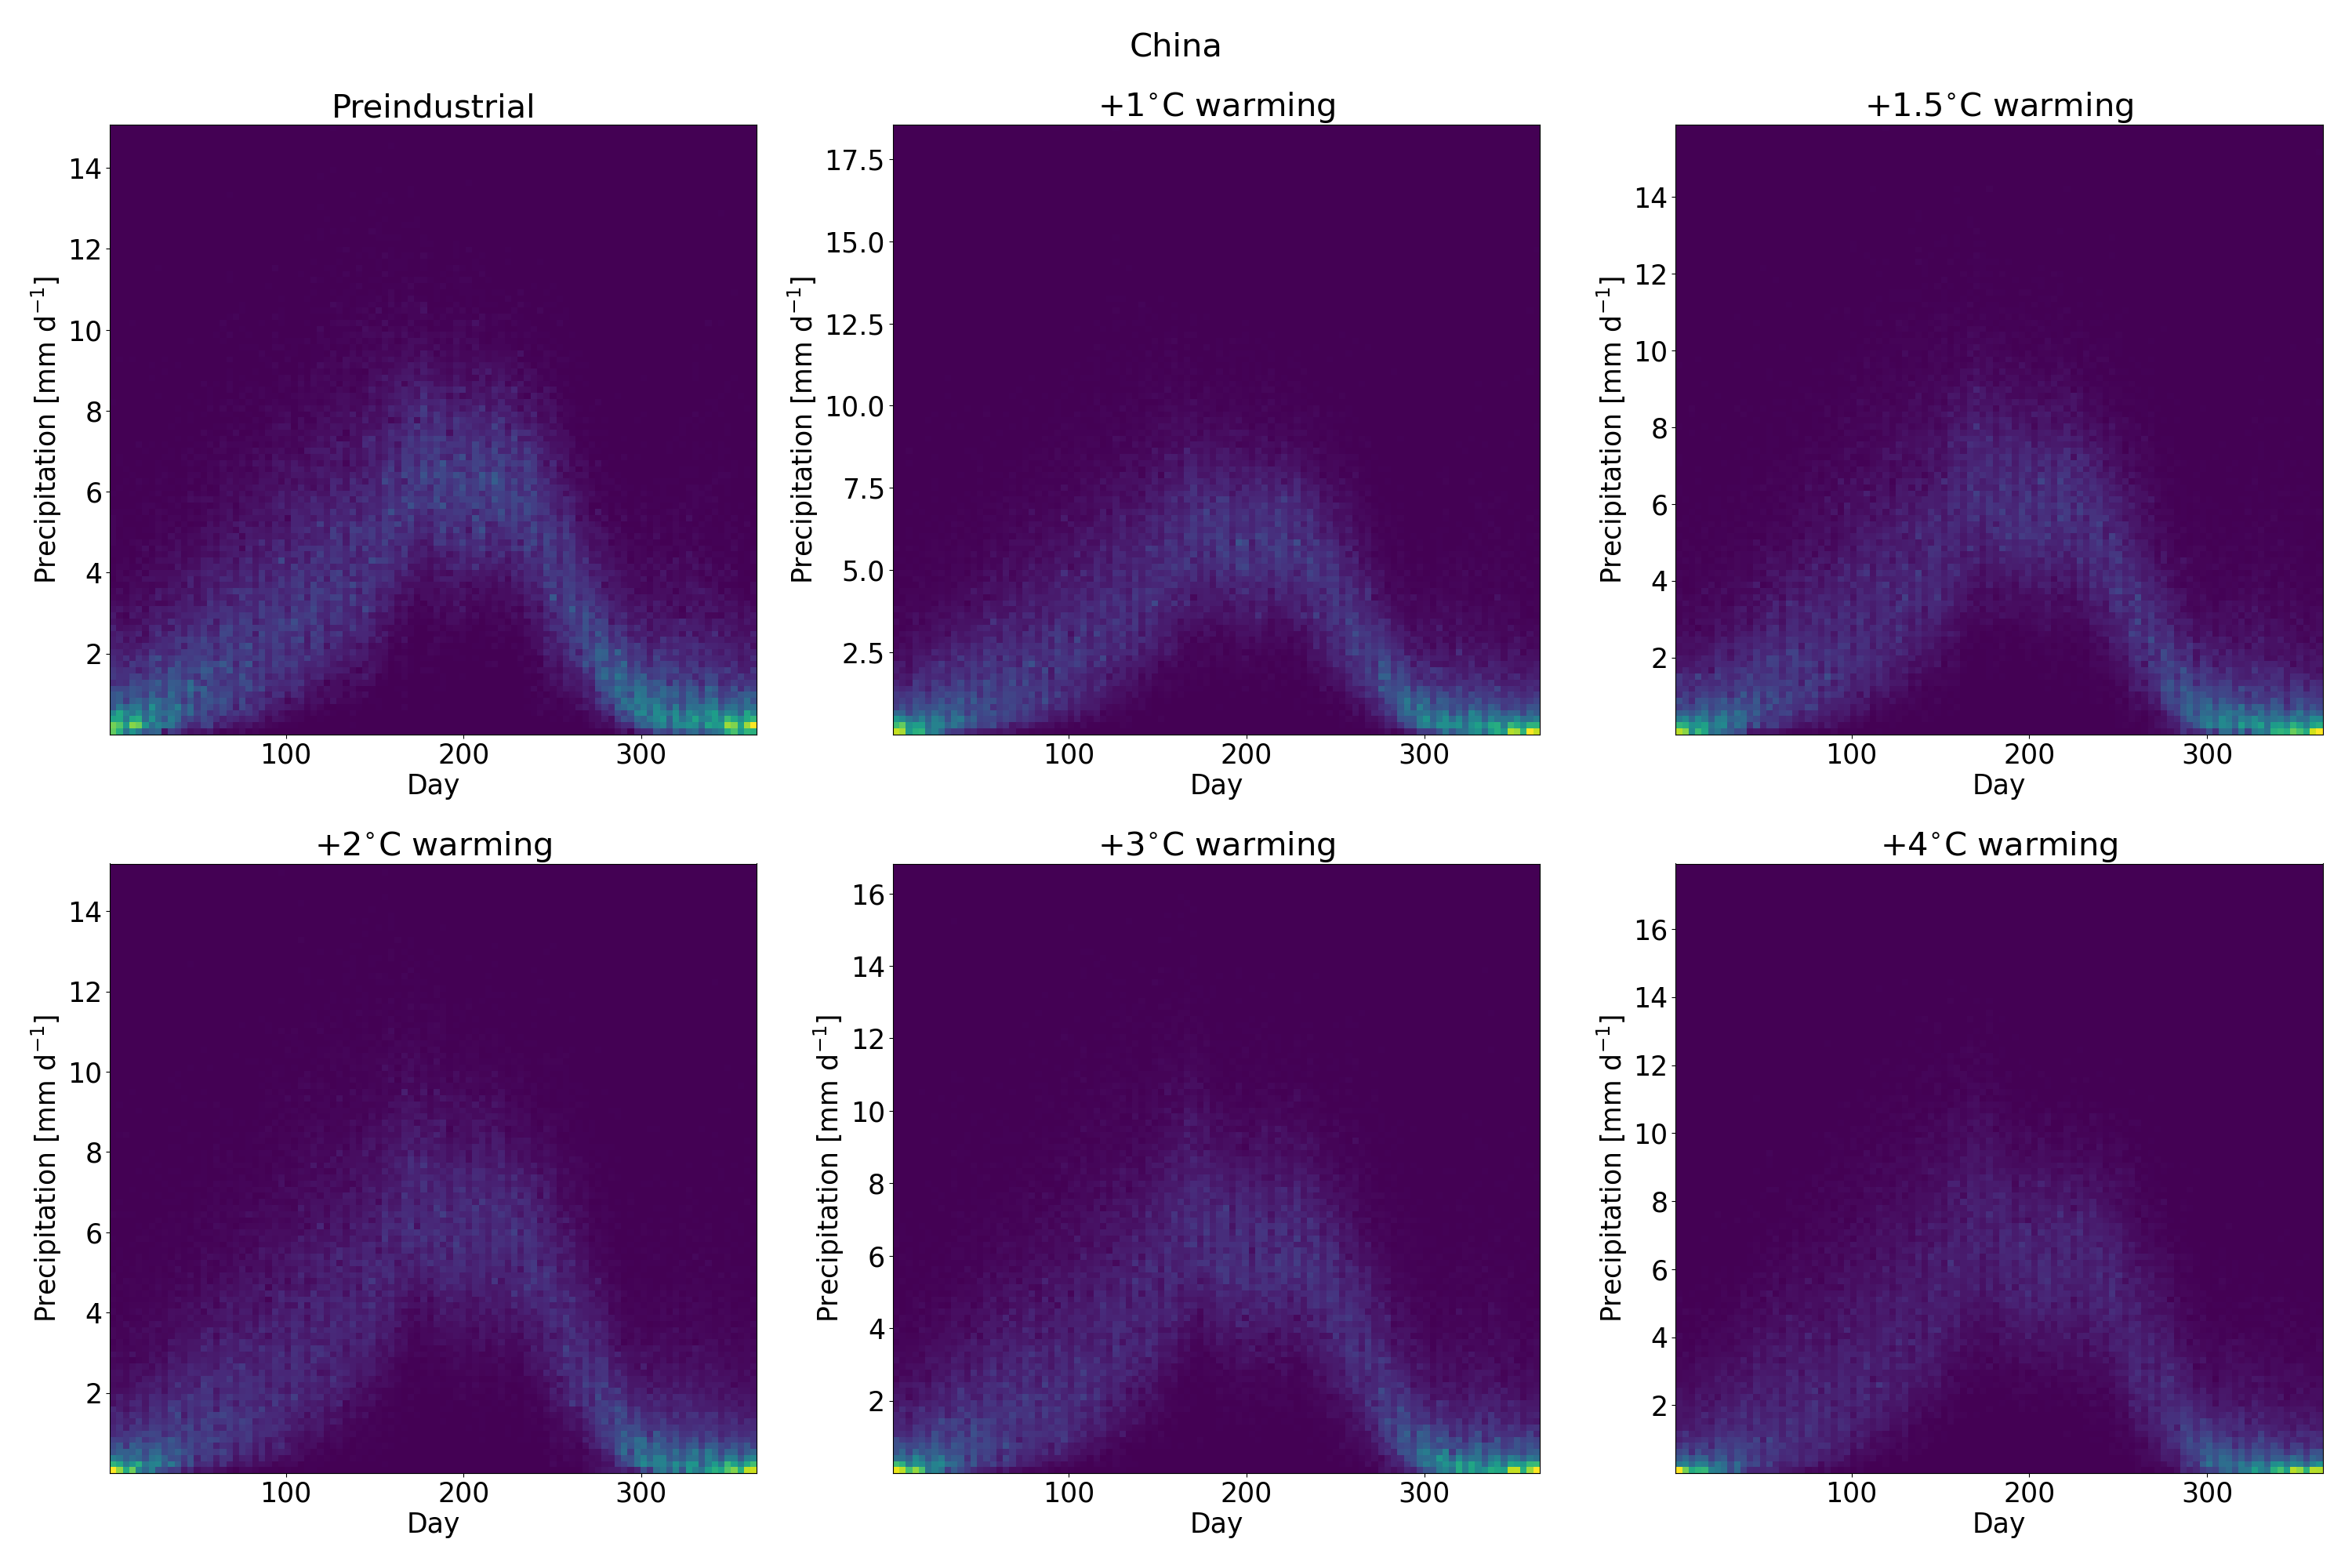 China
Preindustrial
14
12
10
8
6
4
2
Precipitation [mm d⁻¹]
100 200 300
Day
+1°C warming
17.5
15.0
12.5
10.0
7.5
5.0
2.5
Precipitation [mm d⁻¹]
100 200 300
Day
+1.5°C warming
14
12
10
8
6
4
2
Precipitation [mm d⁻¹]
100 200 300
Day
+2°C warming
14
12
10
8
6
4
2
Precipitation [mm d⁻¹]
100 200 300
Day
+3°C warming
16
14
12
10
8
6
4
2
Precipitation [mm d⁻¹]
100 200 300
Day
+4°C warming
16
14
12
10
8
6
4
2
Precipitation [mm d⁻¹]
100 200 300
Day